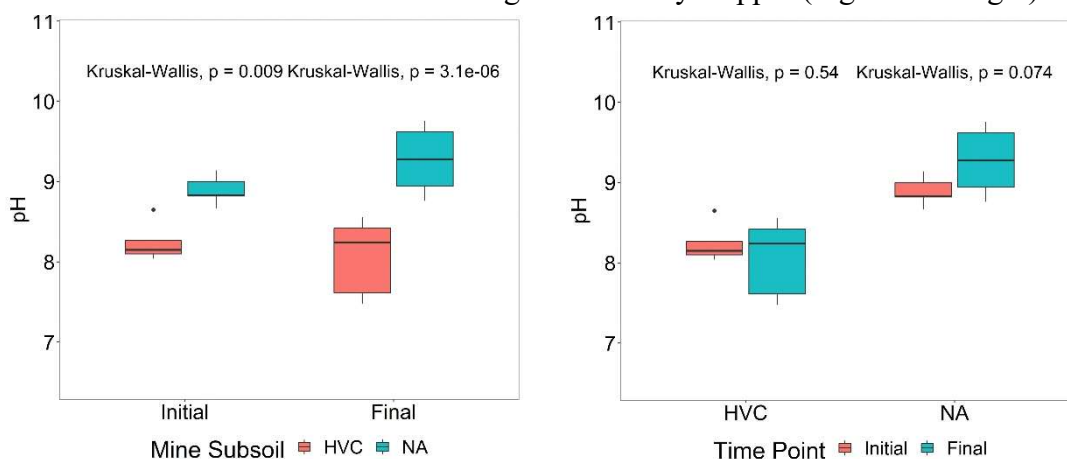 11
Kruskal-Wallis, p = 0.009 Kruskal-Wallis, p = 3.1e-06
10
9
pH
8
7
Initial Final
Mine Subsoil HVC NA
11
Kruskal-Wallis, p = 0.54 Kruskal-Wallis, p = 0.074
10
9
pH
8
7
HVC NA
Time Point Initial Final